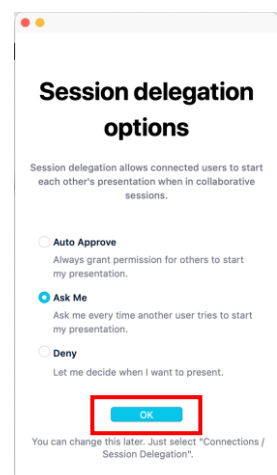 Session delegation
options
Session delegation allows connected users to start
each other's presentation when in collaborative
sessions.
Auto Approve
Always grant permission for others to start
my presentation.
Ask Me
Ask me every time another user tries to start
my presentation.
Deny
Let me decide when I want to present.
OK
You can change this later. Just select "Connections /
Session Delegation".